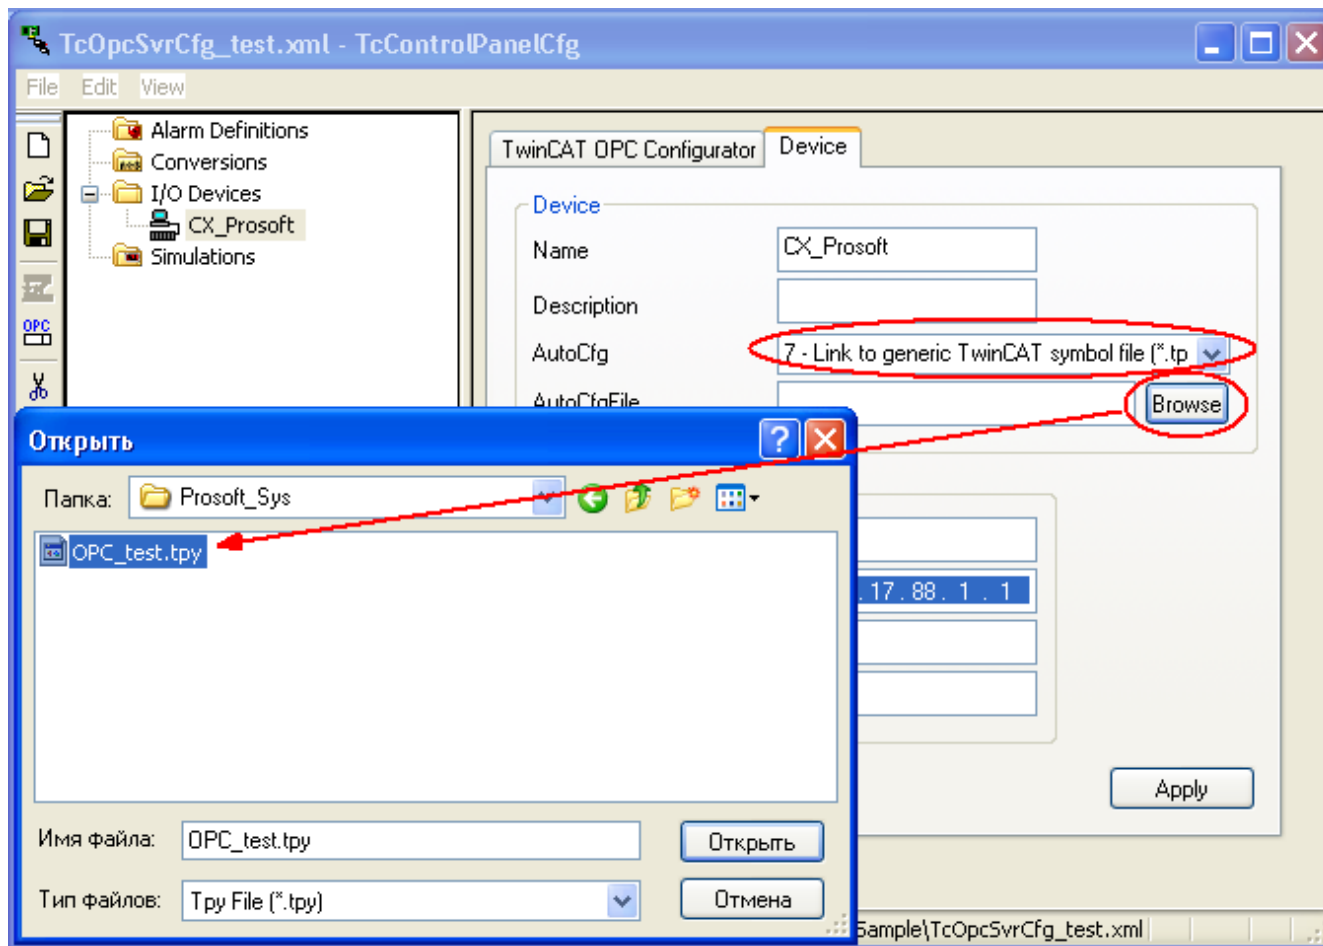 TcOpcSvrCfg_test.xml - TcControlPanelCfg
File Edit View
Alarm Definitions
Conversions
I/O Devices
CX_Prosoft
Simulations
OPC
TwinCAT OPC Configurator Device
Device
Name CX_Prosoft
Description
AutoCfg 7 - Link to generic TwinCAT symbol file (*.tp
AutoCfgFile Browse
Открыть
Папка: Prosoft_Sys
OPC_test.tpy
.17.88.1.1
Apply
Имя файла: OPC_test.tpy Открыть
Тип файлов: Tpy File (*.tpy) Отмена
Sample\TcOpcSvrCfg_test.xml